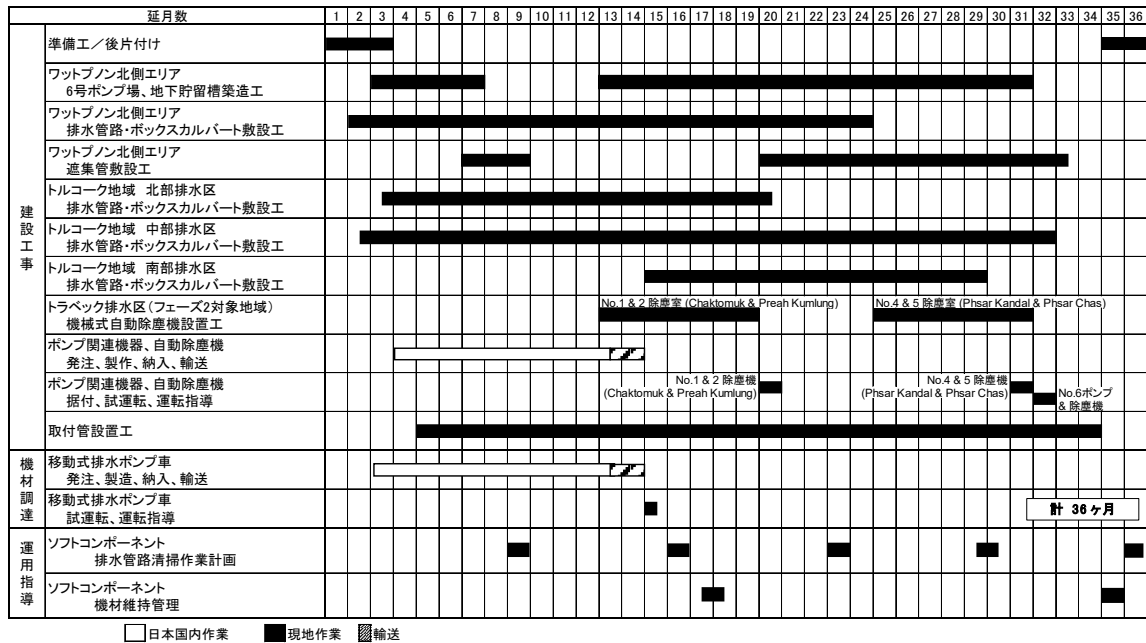 延月数 1 2 3 4 5 6 7 8 9 10 11 12 13 14 15 16 17 18 19 20 21 22 23 24 25 26 27 28 29 30 31 32 33 34 35 36
建設工事
準備工／後片付け
ワットプノン北側エリア
6号ポンプ場、地下貯留槽築造工
ワットプノン北側エリア
排水管路・ボックスカルバート敷設工
ワットプノン北側エリア
遮集管敷設工
トルコーク地域 北部排水区
排水管路・ボックスカルバート敷設工
トルコーク地域 中部排水区
排水管路・ボックスカルバート敷設工
トルコーク地域 南部排水区
排水管路・ボックスカルバート敷設工
トラベック排水区（フェーズ2対象地域）
機械式自動除塵機設置工
No.1 & 2 除塵室 (Chaktomuk & Preah Kumlung)
No.4 & 5 除塵室 (Phsar Kandal & Phsar Chas)
ポンプ関連機器、自動除塵機
発注、製作、納入、輸送
ポンプ関連機器、自動除塵機
据付、試運転、運転指導
No.1 & 2 除塵機
(Chaktomuk & Preah Kumlung)
No.4 & 5 除塵機
(Phsar Kandal & Phsar Chas)
No.6ポンプ
& 除塵機
取付管設置工
機材調達
移動式排水ポンプ車
発注、製造、納入、輸送
移動式排水ポンプ車
試運転、運転指導
計 36ヶ月
運用指導
ソフトコンポーネント
排水管路清掃作業計画
ソフトコンポーネント
機材維持管理
日本国内作業 現地作業 輸送